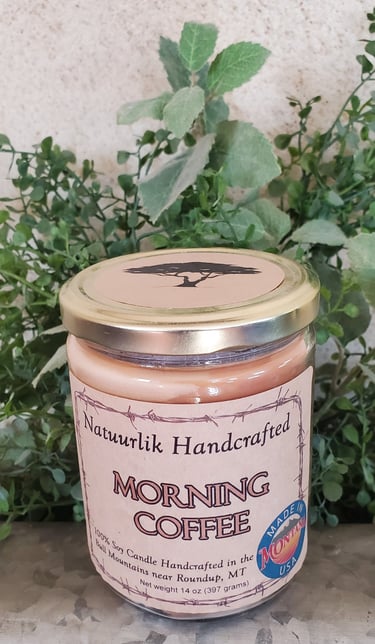 Natuurlik Handcrafted
MORNING
COFFEE
100% Soy Candle Handcrafted in the
Bull Mountains near Roundup, MT
Net weight 14 oz (397 grams)
MADE IN
MONTANA
USA